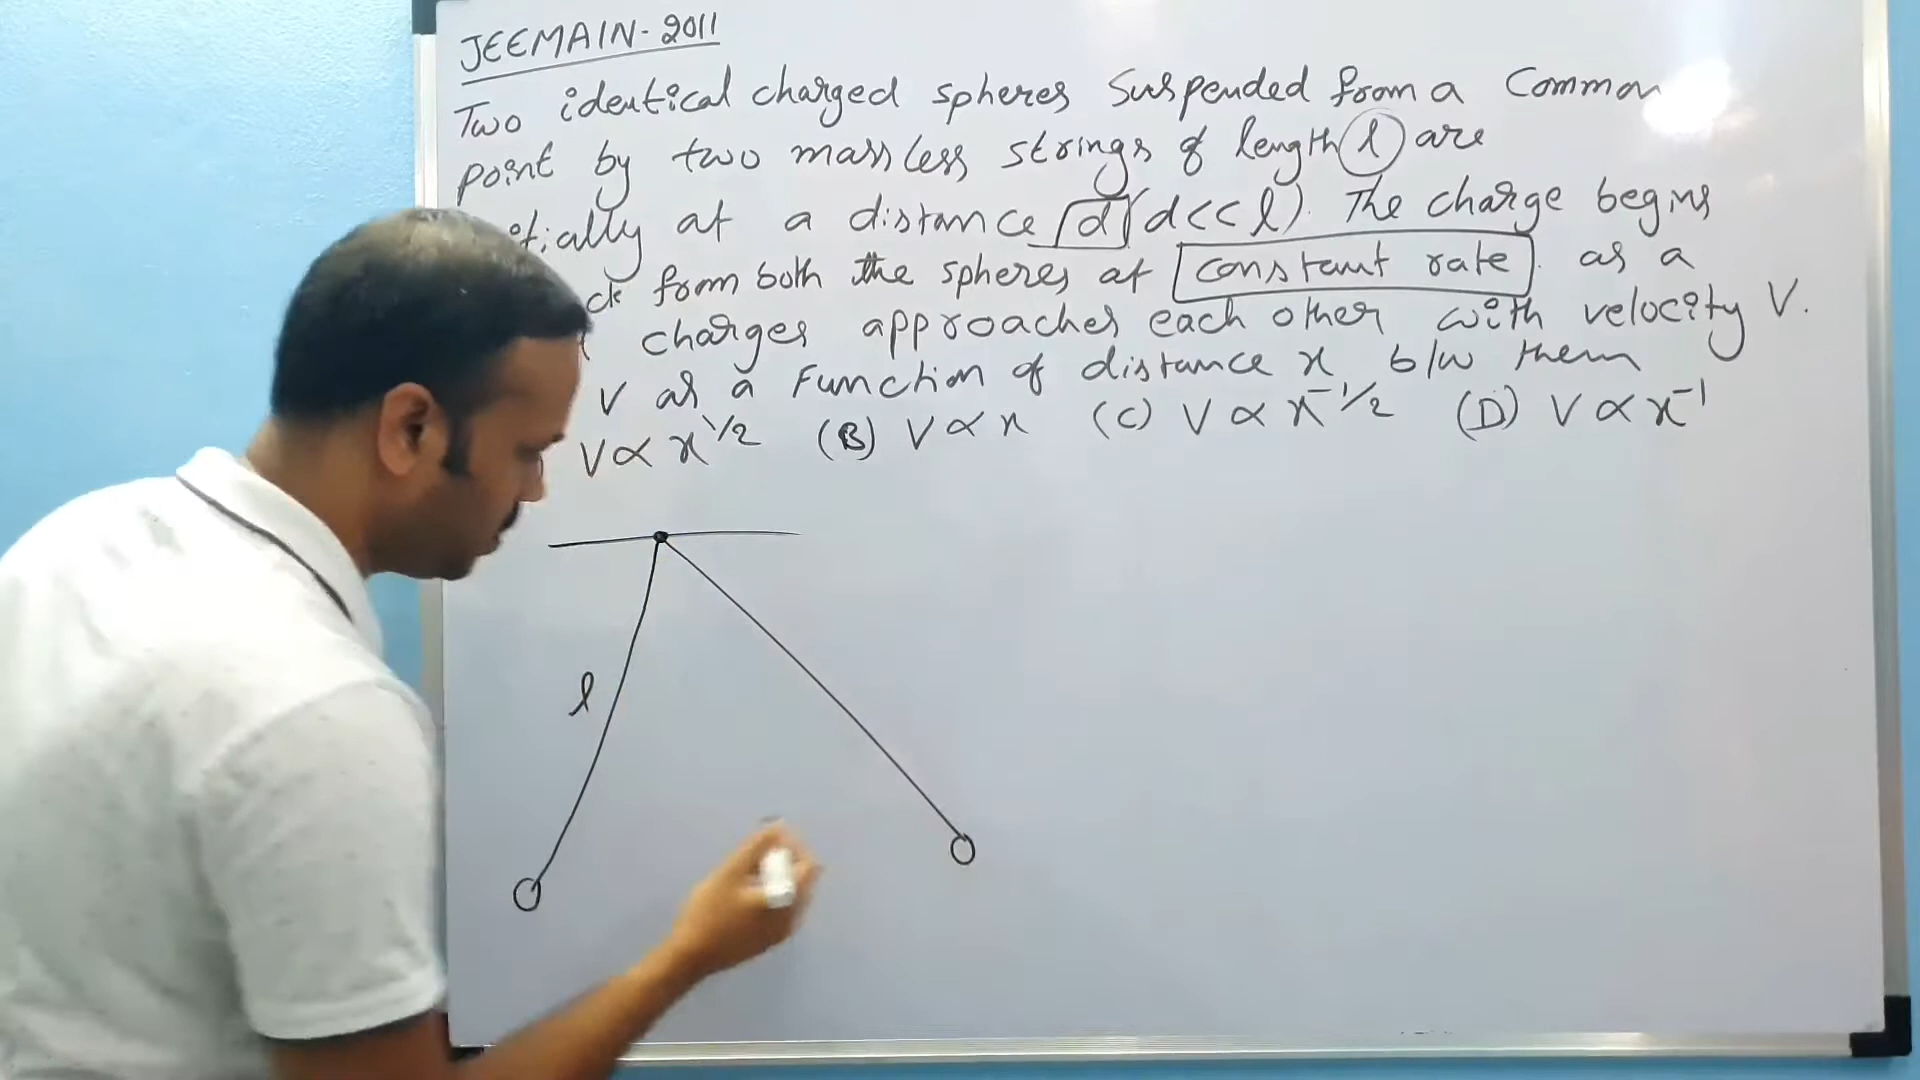 JEEMAIN-2011
Two identical charged spheres Suspended from a Common
point by two massless strings of length l are
tially at a distance d (d<<l). The charge begins
ck from both the spheres at constant rate. as a
charges approaches each other with velocity V.
V as a Function of distance x b/w them
V∝x^1/2 (B) V∝x (C) V∝x^-1/2 (D) V∝x^-1
l